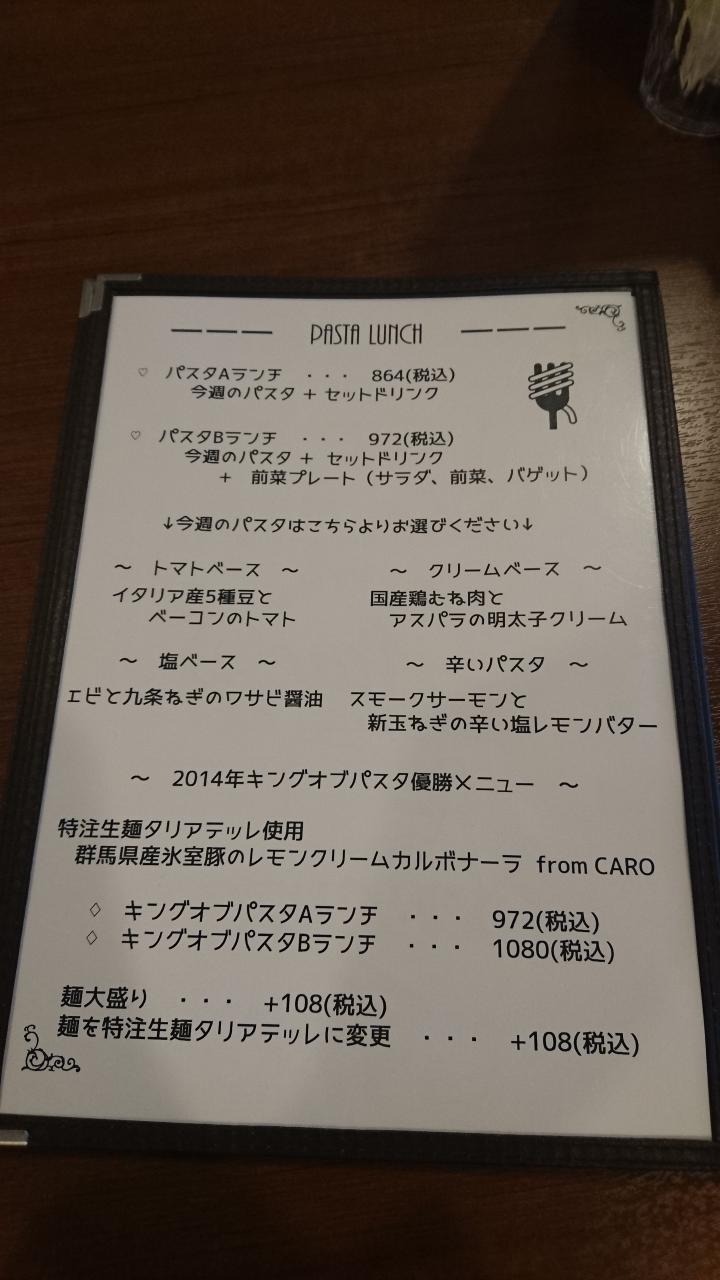 PASTA LUNCH
♡ パスタAランチ ・・・ 864(税込)
今週のパスタ + セットドリンク
♡ パスタBランチ ・・・ 972(税込)
今週のパスタ + セットドリンク
+ 前菜プレート（サラダ、前菜、バゲット）
↓今週のパスタはこちらよりお選びください↓
～ トマトベース ～
イタリア産5種豆と
ベーコンのトマト
～ クリームベース ～
国産鶏むね肉と
アスパラの明太子クリーム
～ 塩ベース ～
エビと九条ねぎのワサビ醤油
～ 辛いパスタ ～
スモークサーモンと
新玉ねぎの辛い塩レモンバター
～ 2014年キングオブパスタ優勝メニュー ～
特注生麺タリアテッレ使用
群馬県産氷室豚のレモンクリームカルボナーラ from CARO
♢ キングオブパスタAランチ ・・・ 972(税込)
♢ キングオブパスタBランチ ・・・ 1080(税込)
麺大盛り ・・・ +108(税込)
麺を特注生麺タリアテッレに変更 ・・・ +108(税込)